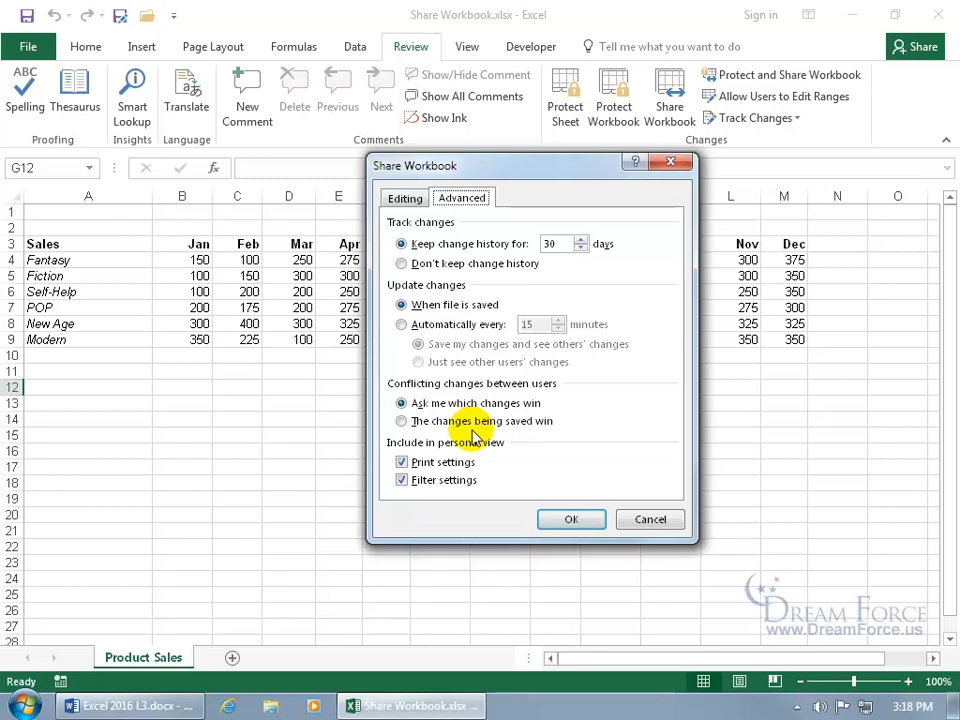 Share Workbook.xlsx - Excel
Sign in
File Home Insert Page Layout Formulas Data Review View Developer Tell me what you want to do Share
ABC
Spelling Thesaurus
Proofing
Smart Lookup
Insights
Translate
Language
New Comment
Delete Previous Next
Show/Hide Comment
Show All Comments
Show Ink
Comments
Protect Sheet
Protect Workbook
Share Workbook
Protect and Share Workbook
Allow Users to Edit Ranges
Track Changes
Changes
G12 fx
A B C D E L M N O
1
2
3 Sales Jan Feb Mar Apr Nov Dec
4 Fantasy 150 100 250 275 300 375
5 Fiction 100 150 300 300 300 350
6 Self-Help 100 200 200 250 250 350
7 POP 200 175 200 275 275 300
8 New Age 300 400 300 325 325 325
9 Modern 350 225 100 250 350 350
10
11
12
13
14
15
16
17
18
19
20
21
22
23
24
25
26
27
28
Share Workbook
?
Editing Advanced
Track changes
Keep change history for: 30 days
Don't keep change history
Update changes
When file is saved
Automatically every: 15 minutes
Save my changes and see others' changes
Just see other users' changes
Conflicting changes between users
Ask me which changes win
The changes being saved win
Include in personal view
Print settings
Filter settings
OK Cancel
DREAM FORCE
www.DreamForce.us
Product Sales
Ready
100%
Excel 2016 L3.docx - ...
Share Workbook.xlsx ...
3:18 PM